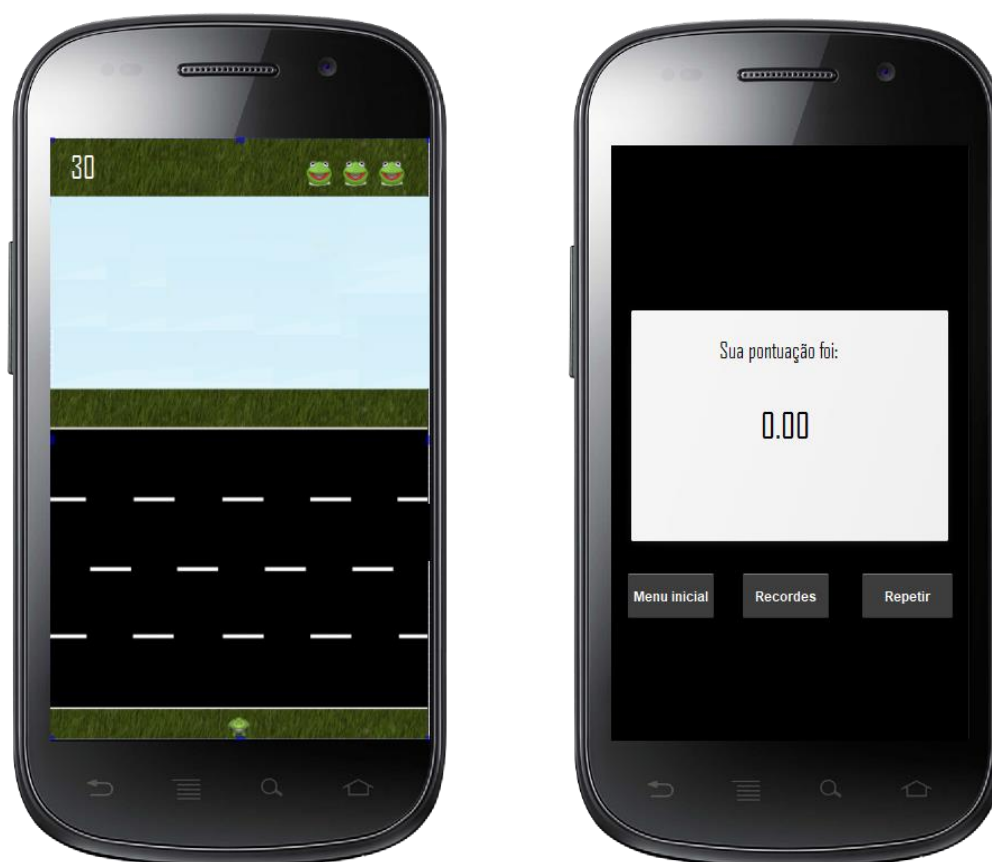 30
Sua pontuação foi:
0.00
Menu inicial
Recordes
Repetir